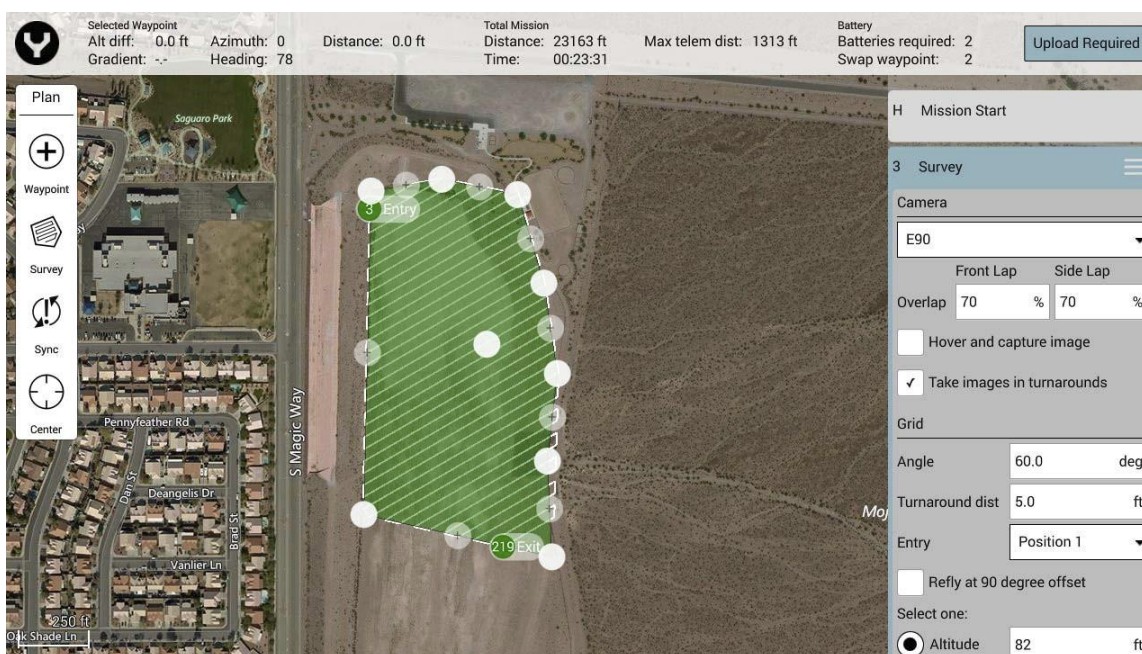 Selected Waypoint
Alt diff: 0.0 ft Azimuth: 0 Distance: 0.0 ft
Gradient: -.- Heading: 78
Total Mission
Distance: 23163 ft Max telem dist: 1313 ft
Time: 00:23:31
Battery
Batteries required: 2
Swap waypoint: 2
Upload Required
Plan
Waypoint
Survey
Sync
Center
Saguaro Park
3 Entry
S Magic Way
Pennyfeather Rd
Dan St
Deangelis Dr
Brad St
Vanlier Ln
250 ft
Oak Shade Ln
219 Exit
Moj
H Mission Start
3 Survey
Camera
E90
Front Lap Side Lap
Overlap 70 % 70 %
Hover and capture image
✓ Take images in turnarounds
Grid
Angle 60.0 deg
Turnaround dist 5.0 ft
Entry Position 1
Refly at 90 degree offset
Select one:
Altitude 82 ft